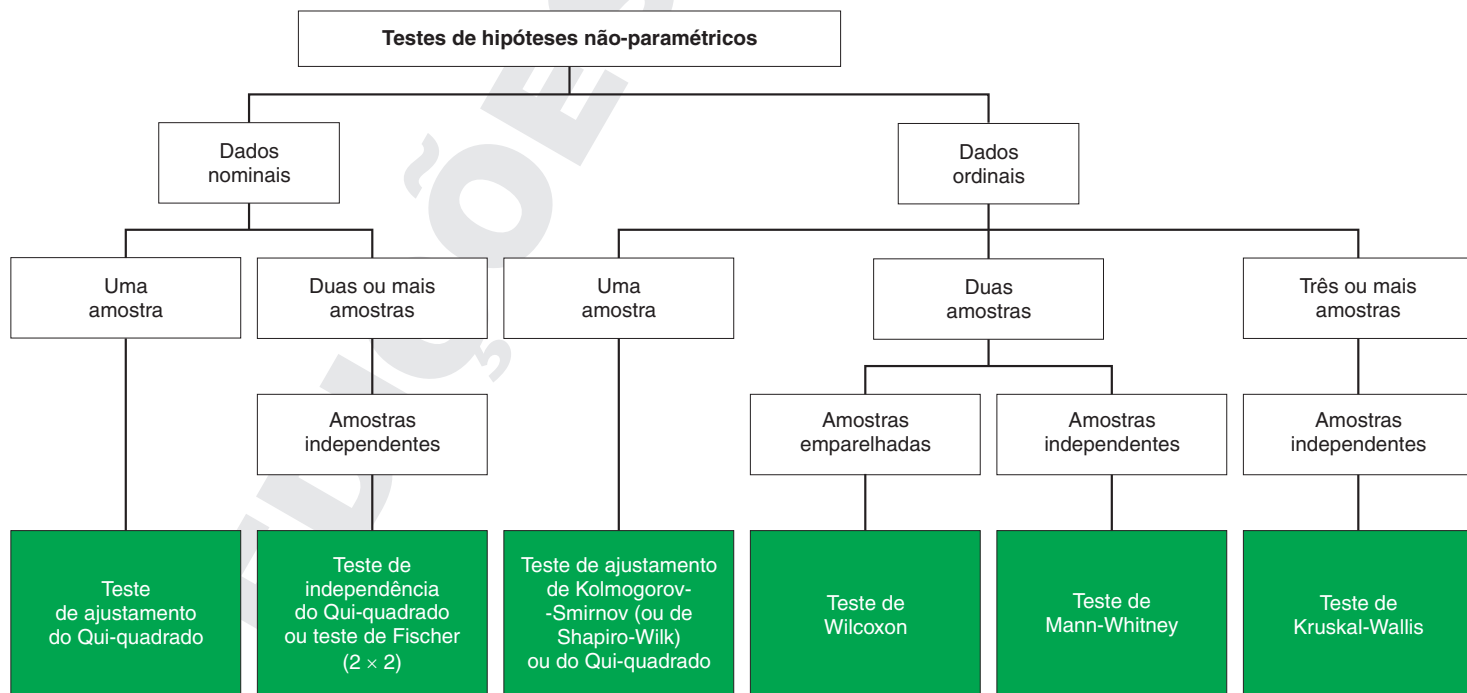 Testes de hipóteses não-paramétricos
Dados
nominais
Dados
ordinais
Uma
amostra
Duas ou mais
amostras
Uma
amostra
Duas
amostras
Três ou mais
amostras
Amostras
independentes
Amostras
emparelhadas
Amostras
independentes
Amostras
independentes
Teste
de ajustamento
do Qui-quadrado
Teste de
independência
do Qui-quadrado
ou teste de Fischer
(2 × 2)
Teste de ajustamento
de Kolmogorov-
-Smirnov (ou de
Shapiro-Wilk)
ou do Qui-quadrado
Teste de
Wilcoxon
Teste de
Mann-Whitney
Teste de
Kruskal-Wallis